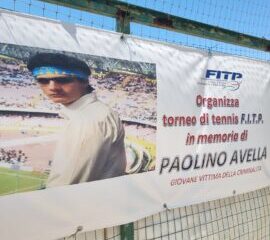 FITP
Organizza
torneo di tennis F.I.T.P.
in memoria di
PAOLINO AVELLA
GIOVANE VITTIMA DELLA CRIMINALITÀ